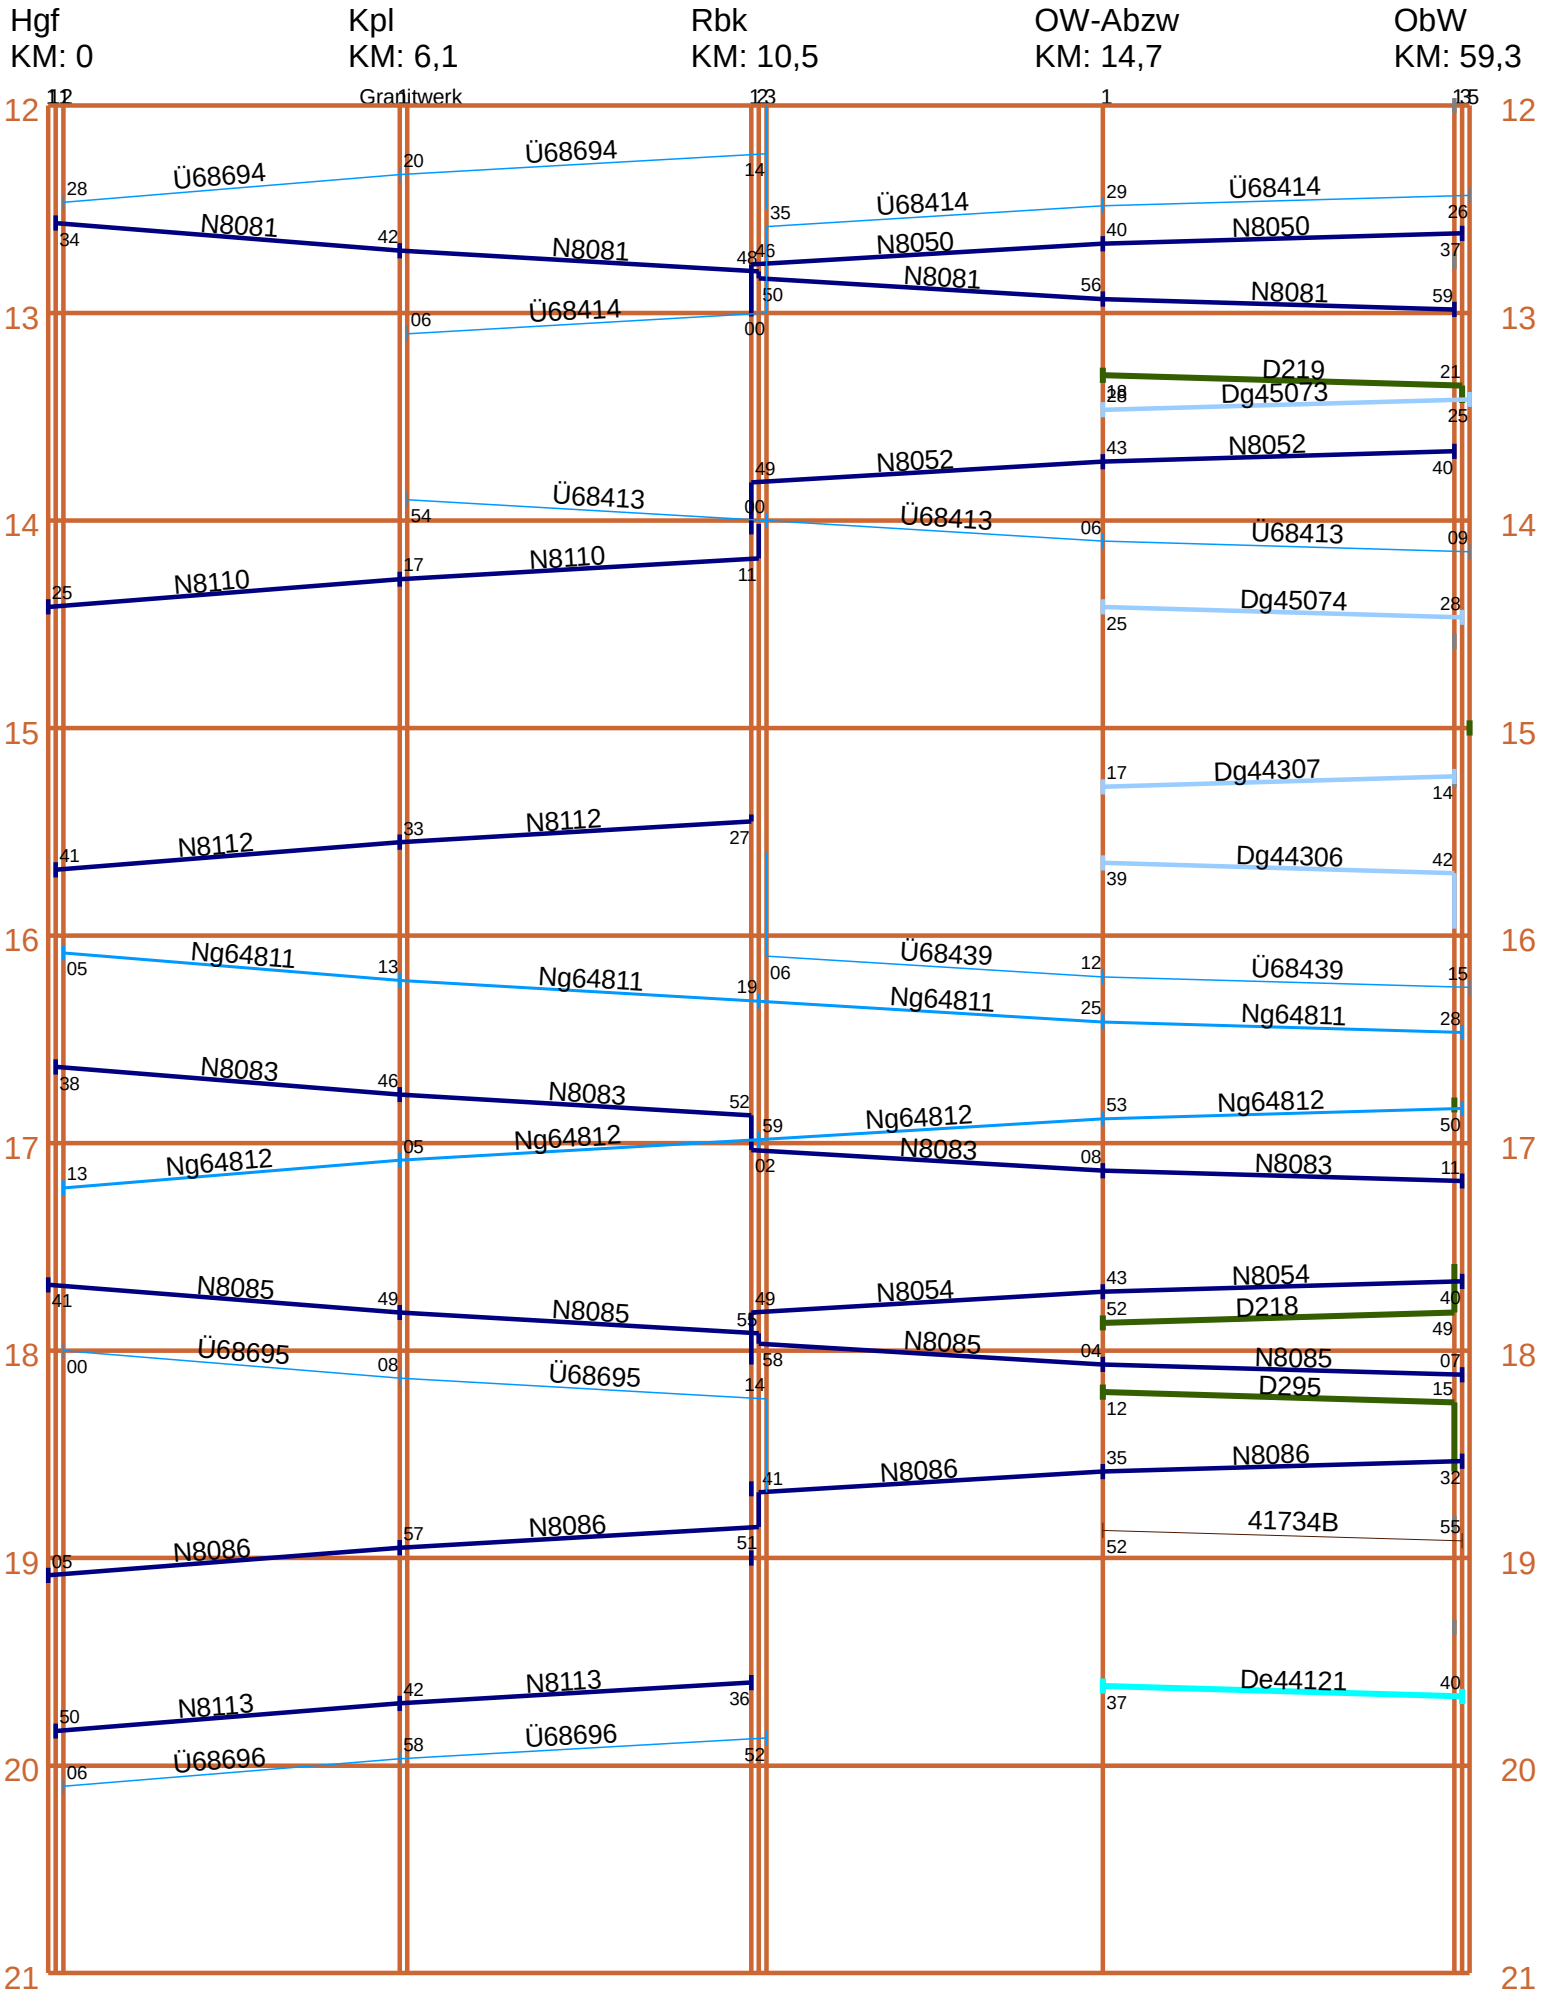 Hgf Kpl Rbk OW-Abzw ObW
KM: 0 KM: 6,1 KM: 10,5 KM: 14,7 KM: 59,3
Granitwerk 1
12 12
Ü68694 14
20 Ü68694
28 Ü68414 26
29 Ü68414
35
N8050 37
34 N8081 40 N8050
42 N8081 48 46
50 N8081 56 N8081 59
Ü68414 00
13 06 13
18 D219 21
28 Dg45073 25
49 N8052 43 N8052 40
54 Ü68413 00 Ü68413 06 Ü68413 09
14 14
25 N8110 17 N8110 11
25 Dg45074 28
15 15
17 Dg44307 14
41 N8112 33 N8112 27
39 Dg44306 42
16 16
06 Ü68439 12 Ü68439 15
05 Ng64811 13 Ng64811 19 Ng64811 25 Ng64811 28
38 N8083 46 N8083 52
13 Ng64812 05 Ng64812 59 Ng64812 53 Ng64812 50
17 17
02 N8083 08 N8083 11
41 N8085 49 N8085 55
49 N8054 43 N8054 40
52 D218 49
58 N8085 04 N8085 07
18 18
00 Ü68695 08 Ü68695 14
12 D295 15
41 N8086 35 N8086 32
05 N8086 57 N8086 51
52 41734B 55
19 19
37 De44121 40
50 N8113 42 N8113 36
06 Ü68696 58 Ü68696 52
20 20
21 21